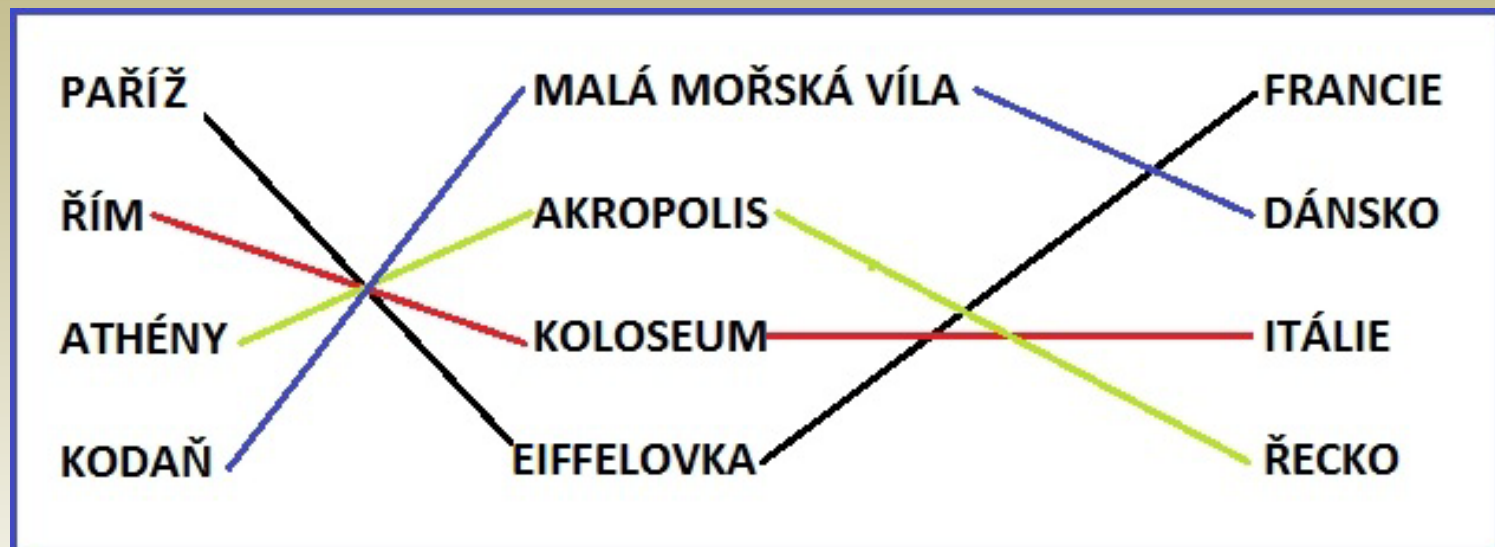 PAŘÍŽ MALÁ MOŘSKÁ VÍLA FRANCIE
ŘÍM AKROPOLIS DÁNSKO
ATHÉNY KOLOSEUM ITÁLIE
KODAŇ EIFFELOVKA ŘECKO